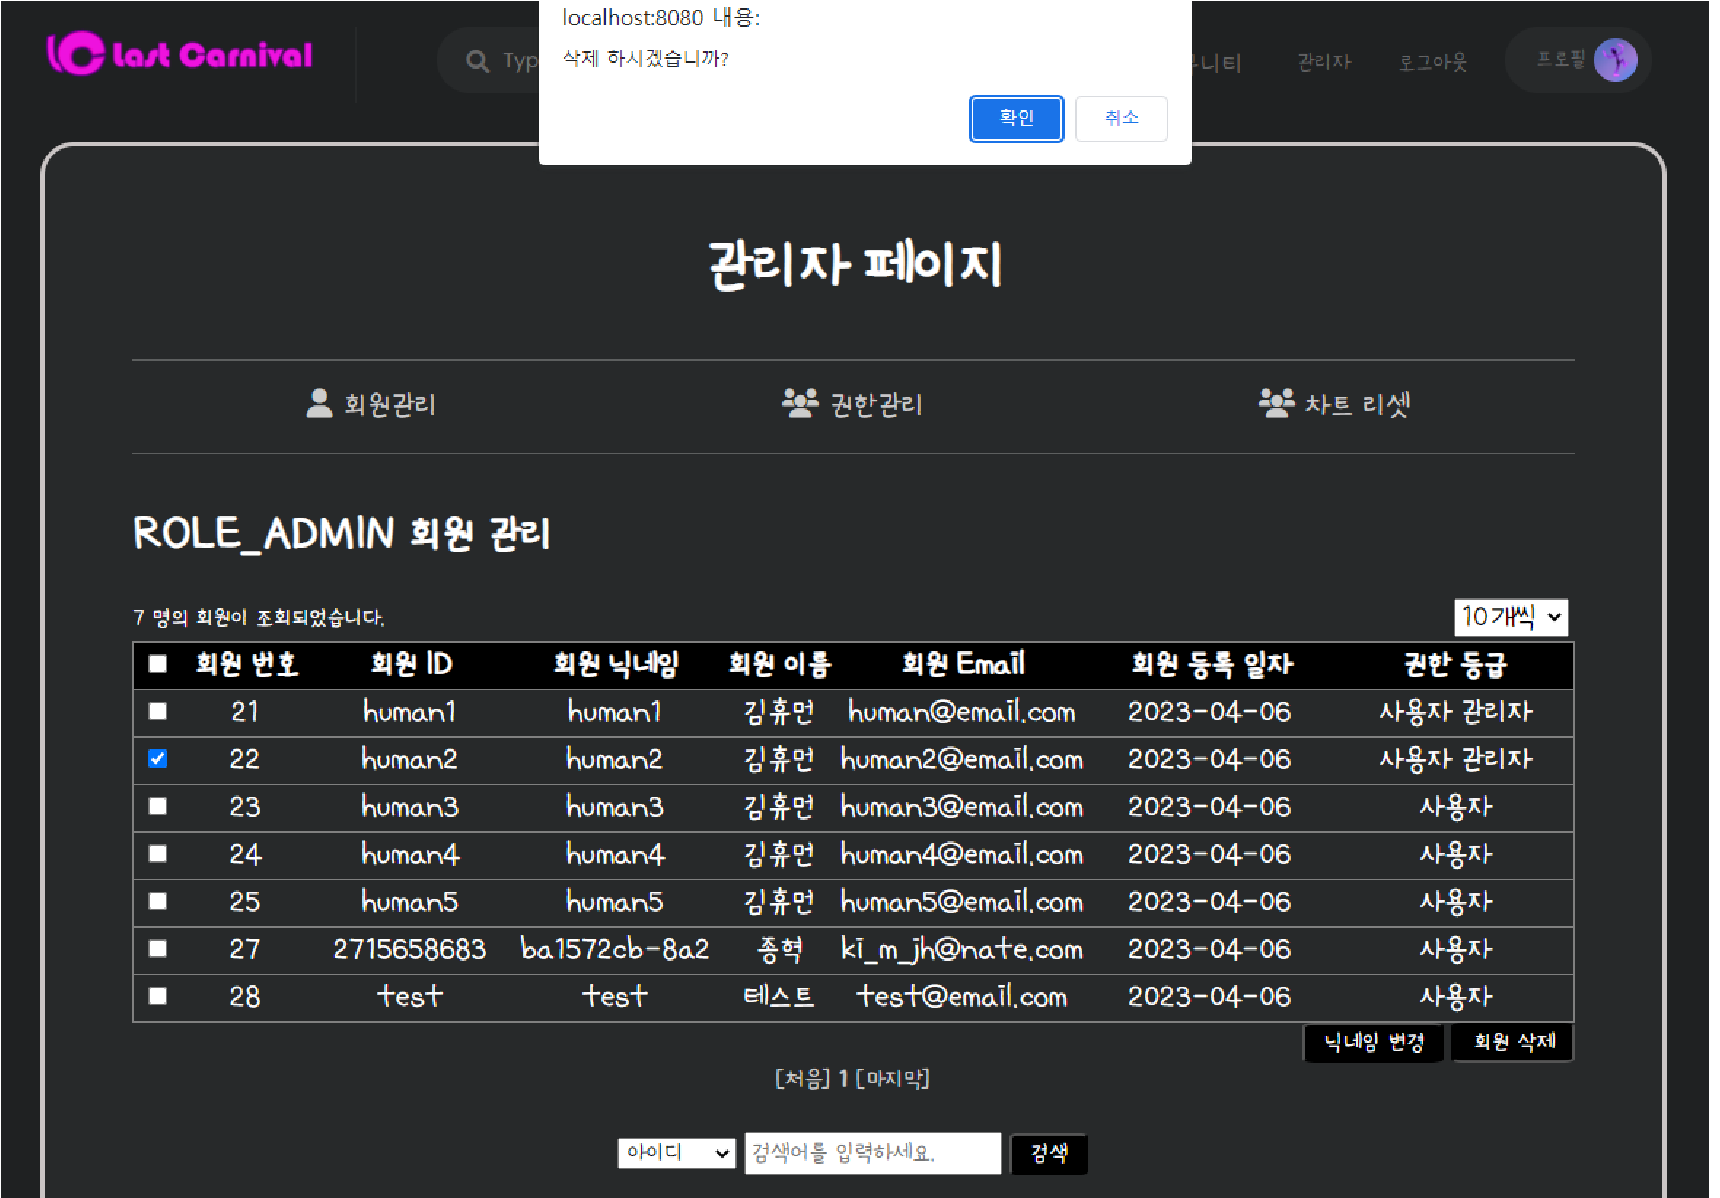 localhost:8080 내용:
삭제 하시겠습니까?
확인 취소
Last Carnival
Typ
니티 관리자 로그아웃 프로필
관리자 페이지
회원관리 권한관리 차트 리셋
ROLE_ADMIN 회원 관리
7 명의 회원이 조회되었습니다.
10개씩
회원 번호 회원 ID 회원 닉네임 회원 이름 회원 Email 회원 등록 일자 권한 등급
21 human1 human1 김휴먼 human@email.com 2023-04-06 사용자 관리자
22 human2 human2 김휴먼 human2@email.com 2023-04-06 사용자 관리자
23 human3 human3 김휴먼 human3@email.com 2023-04-06 사용자
24 human4 human4 김휴먼 human4@email.com 2023-04-06 사용자
25 human5 human5 김휴먼 human5@email.com 2023-04-06 사용자
27 2715658683 ba1572cb-8a2 종혁 ki_m_jh@nate.com 2023-04-06 사용자
28 test test 테스트 test@email.com 2023-04-06 사용자
닉네임 변경 회원 삭제
[처음] 1 [마지막]
아이디 검색어를 입력하세요. 검색